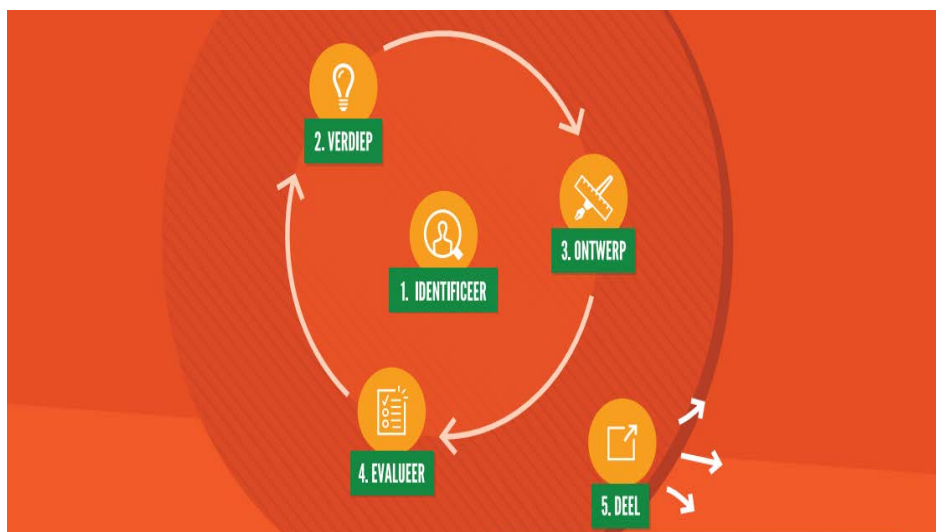 1. IDENTIFICEER
2. VERDIEP
3. ONTWERP
4. EVALUEER
5. DEEL